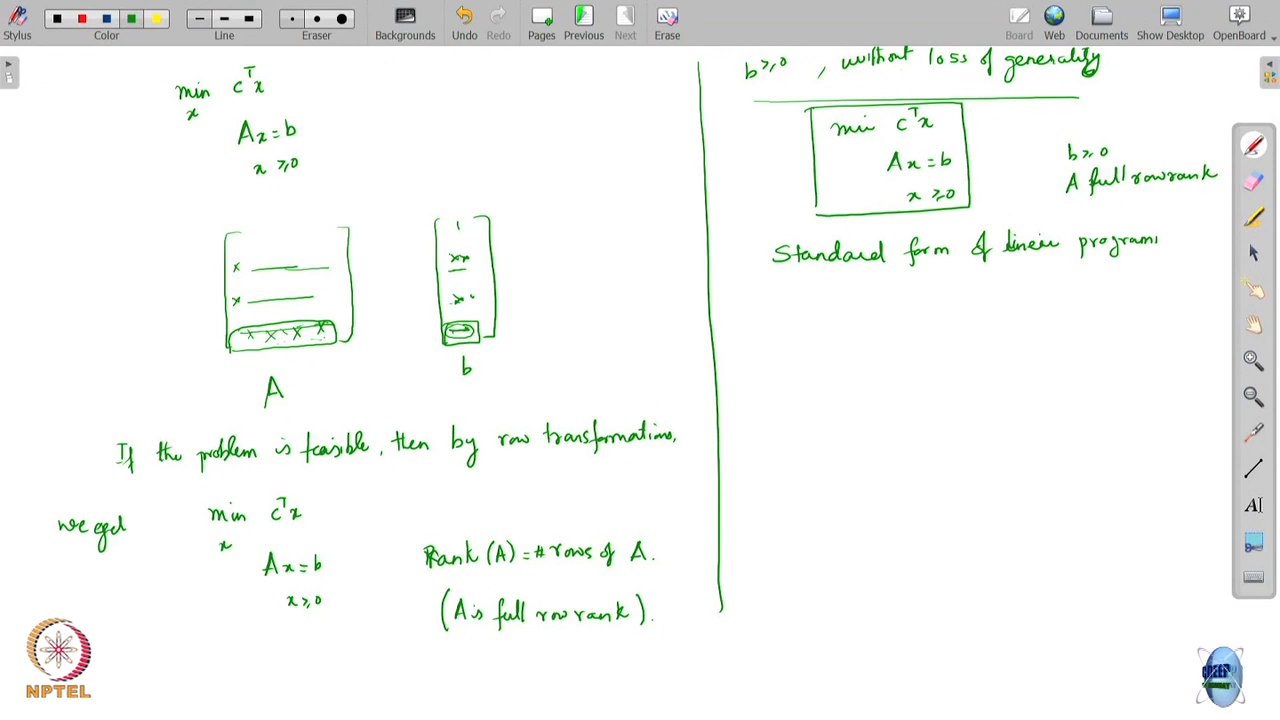 Stylus Color Line Eraser Backgrounds Undo Redo Pages Previous Next Erase Board Web Documents Show Desktop OpenBoard
min cᵀx
x
Ax = b
x ≥ 0
A
b
If the problem is feasible, then by row transformations,
we get min cᵀx
x
Ax = b
x ≥ 0
Rank (A) = # rows of A.
(A is full row rank).
b ≥ 0, without loss of generality
min cᵀx
Ax = b
x ≥ 0
b ≥ 0
A full row rank
Standard form of linear program
NPTEL